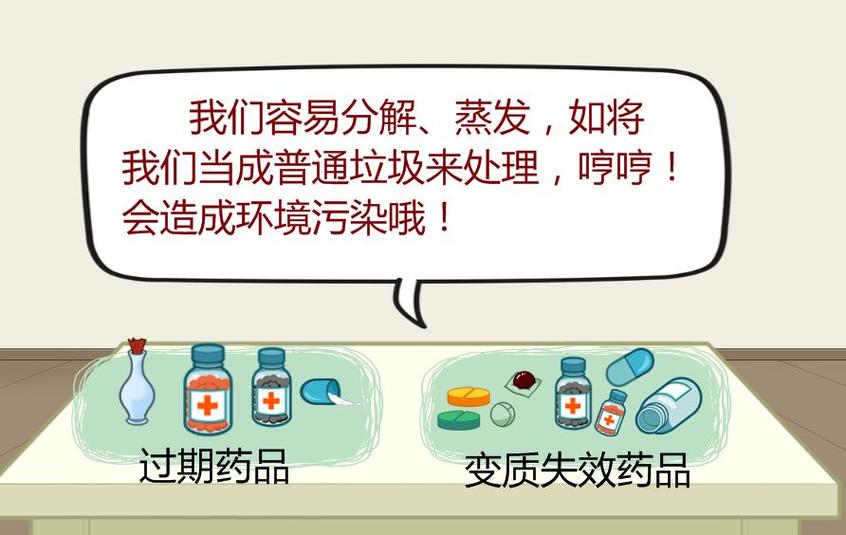 我们容易分解、蒸发，如将
我们当成普通垃圾来处理，哼哼！
会造成环境污染哦！
过期药品
变质失效药品